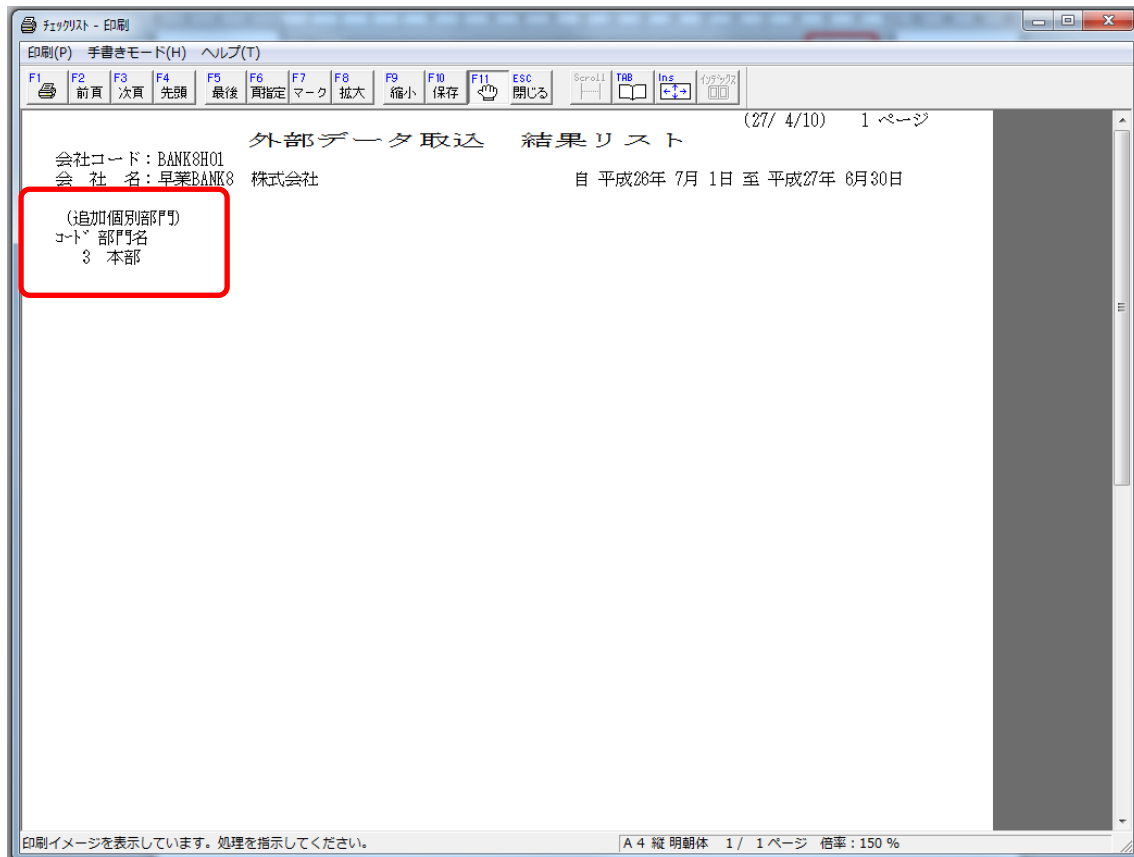 チェックリスト - 印刷
印刷(P) 手書きモード(H) ヘルプ(T)
F1 F2 F3 F4 F5 F6 F7 F8 F9 F10 F11 ESC Scroll TAB Ins インデックス
前頁 次頁 先頭 最後 頁指定 マーク 拡大 縮小 保存 閉じる
(27/ 4/10) 1 ページ
外部データ取込 結果リスト
会社コード：BANK8H01
会 社 名：早業BANK8 株式会社 自 平成26年 7月 1日 至 平成27年 6月30日
(追加個別部門)
コード 部門名
3 本部
印刷イメージを表示しています。処理を指示してください。 A 4 縦 明朝体 1 / 1 ページ 倍率：150 %